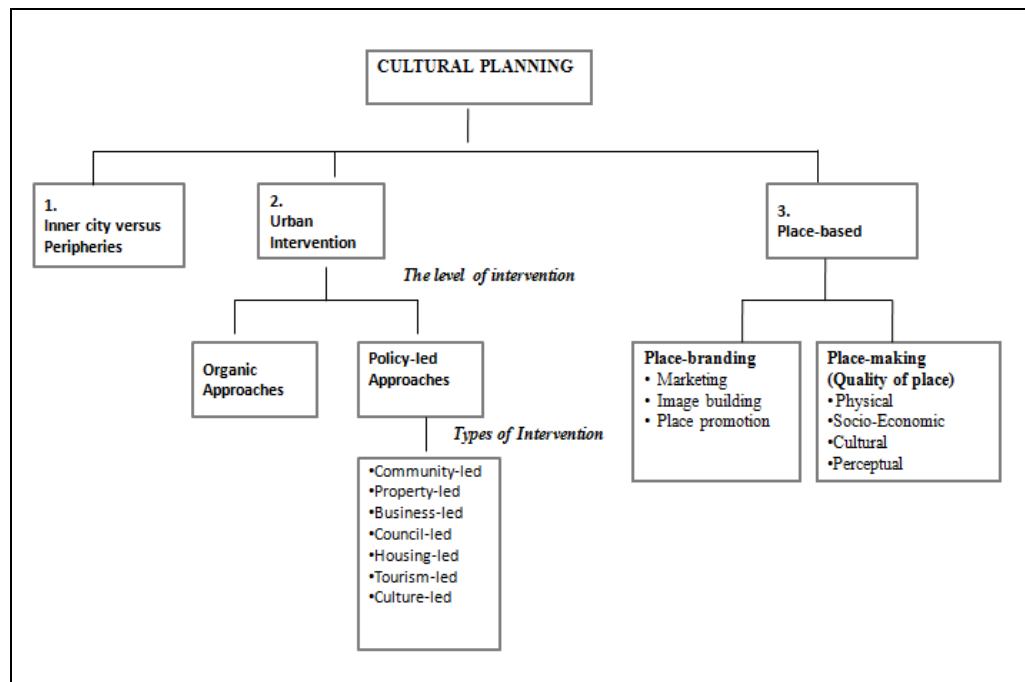 CULTURAL PLANNING
1.
Inner city versus
Peripheries
2.
Urban
Intervention
3.
Place-based
The level of intervention
Organic
Approaches
Policy-led
Approaches
Place-branding
• Marketing
• Image building
• Place promotion
Place-making
(Quality of place)
•Physical
•Socio-Economic
•Cultural
•Perceptual
Types of Intervention
•Community-led
•Property-led
•Business-led
•Council-led
•Housing-led
•Tourism-led
•Culture-led